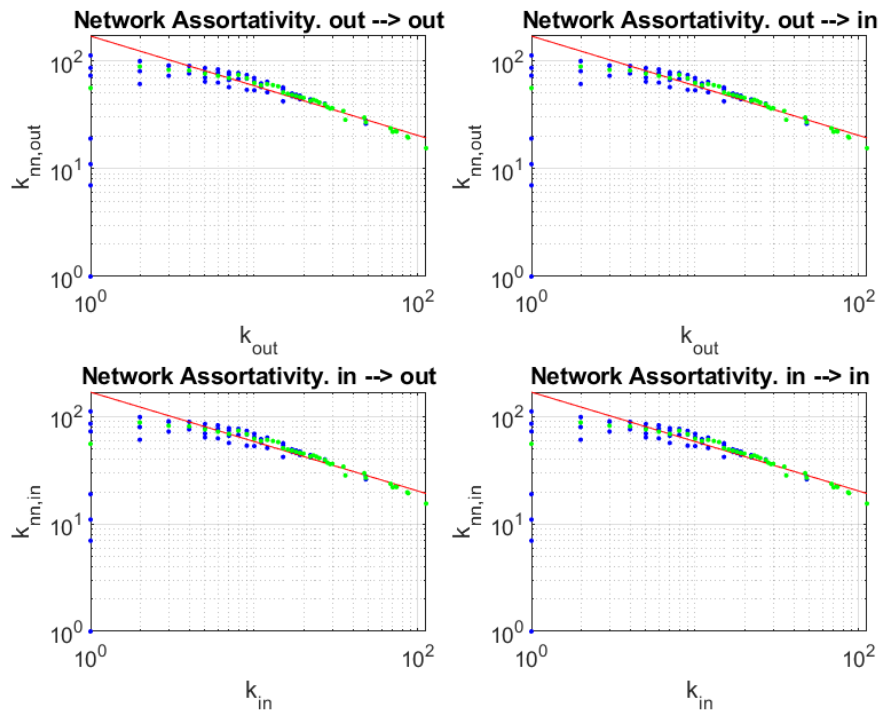 Network Assortativity. out --> out
k_nn,out
10^2
10^1
10^0
10^0
10^2
k_out
Network Assortativity. out --> in
k_nn,out
10^2
10^1
10^0
10^0
10^2
k_out
Network Assortativity. in --> out
k_nn,in
10^2
10^1
10^0
10^0
10^2
k_in
Network Assortativity. in --> in
k_nn,in
10^2
10^1
10^0
10^0
10^2
k_in